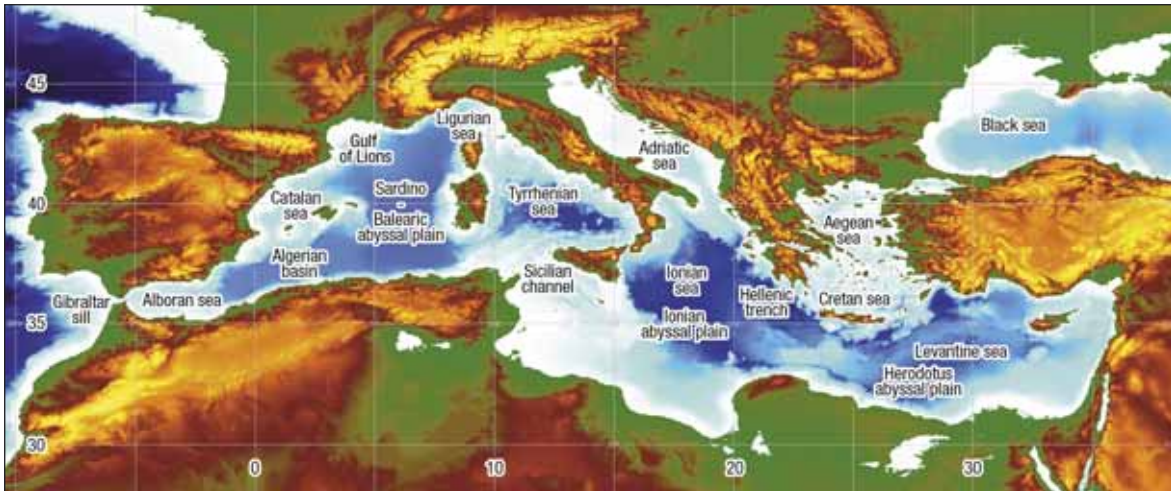 45
40
35
30
0
10
20
30
Gulf
of Lions
Ligurian
sea
Adriatic
sea
Black sea
Catalan
sea
Sardino
-
Balearic
abyssal plain
Tyrrhenian
sea
Aegean
sea
Algerian
basin
Sicilian
channel
Ionian
sea
Ionian
abyssal plain
Hellenic
trench
Cretan sea
Gibraltar
sill
Alboran sea
Levantine sea
Herodotus
abyssal plain